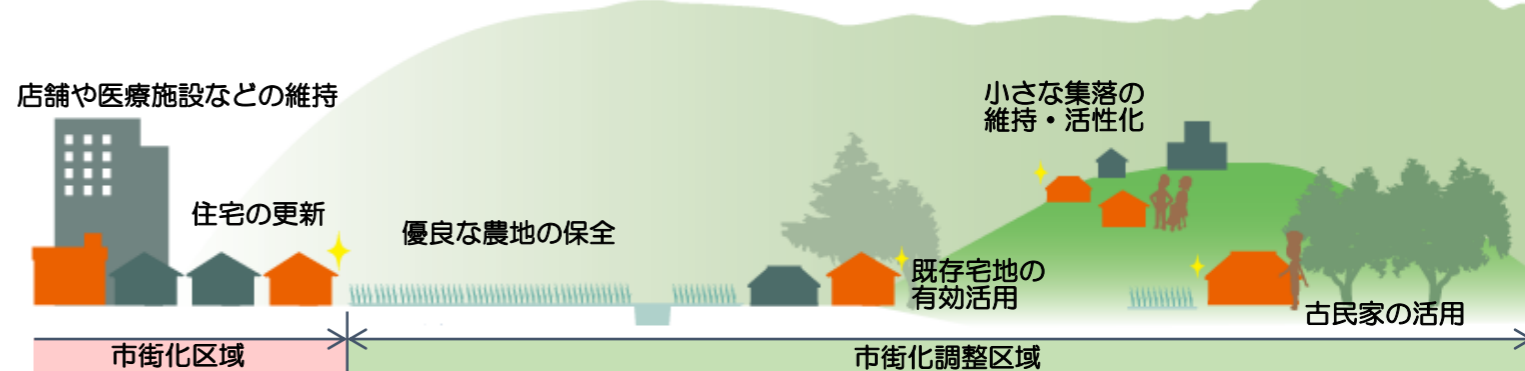 店舗や医療施設などの維持
住宅の更新
優良な農地の保全
既存宅地の
有効活用
小さな集落の
維持・活性化
古民家の活用
市街化区域
市街化調整区域